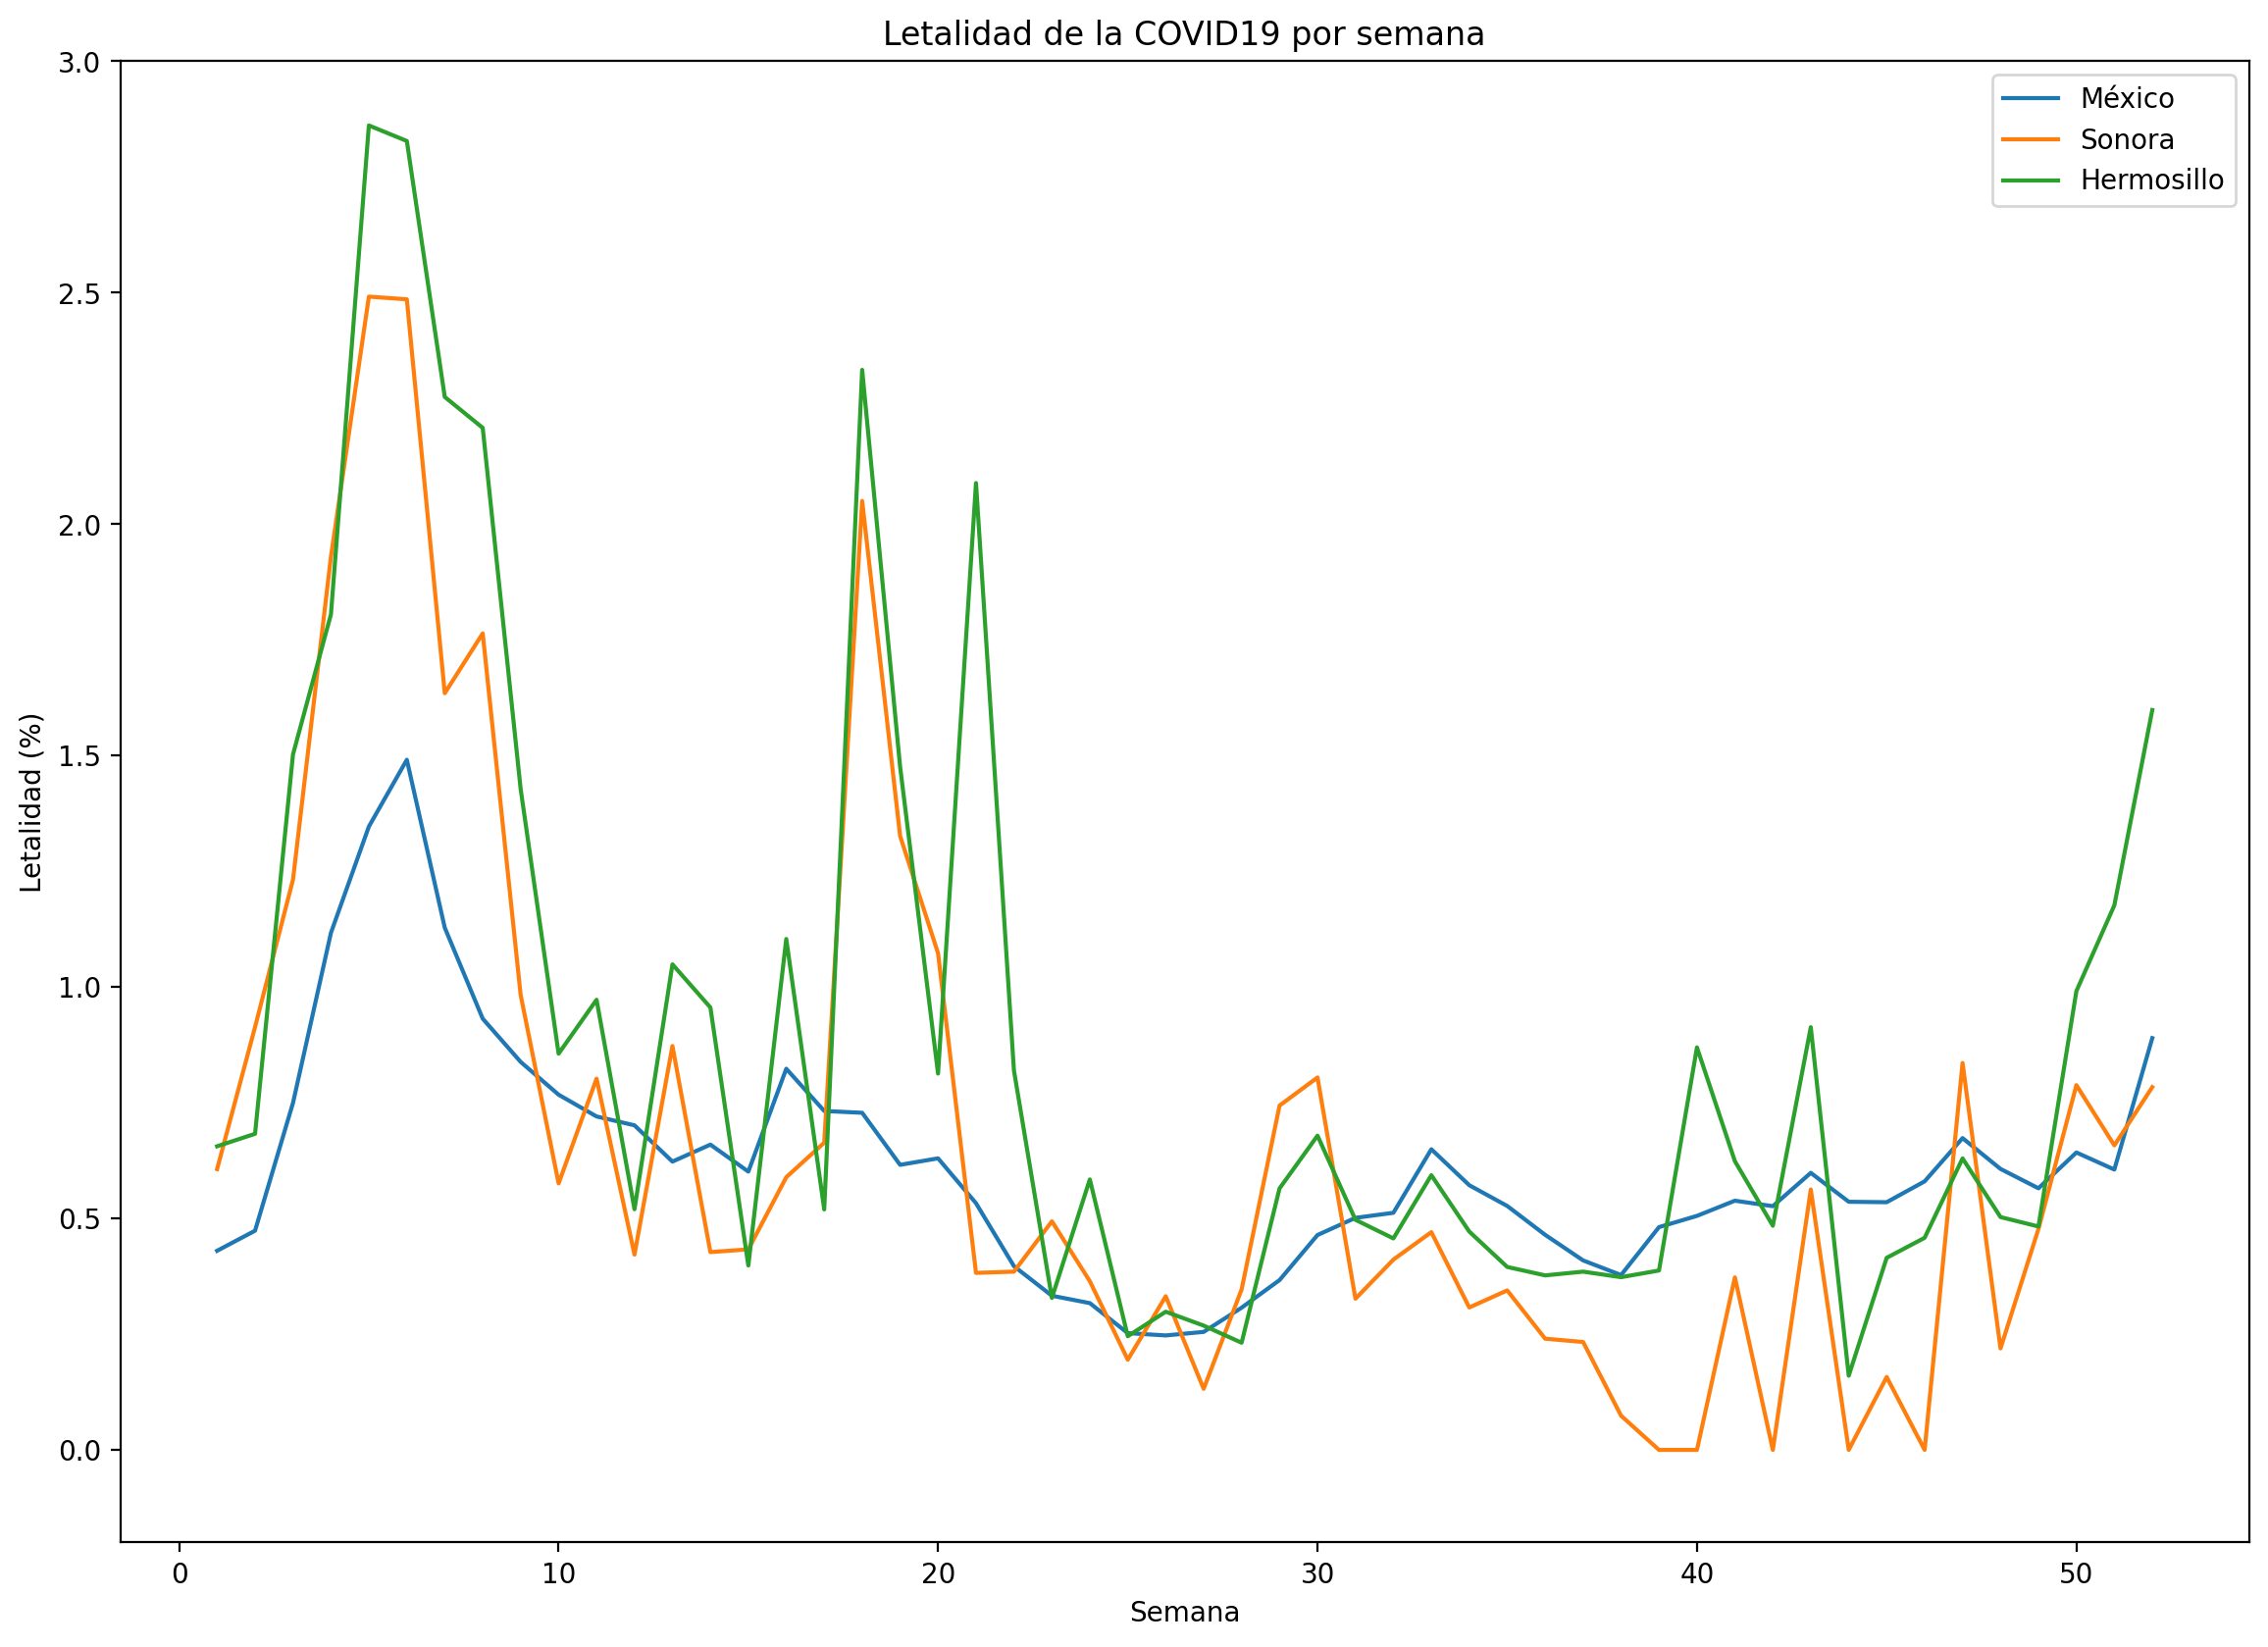 Letalidad de la COVID19 por semana
México
Sonora
Hermosillo
Letalidad (%)
3.0
2.5
2.0
1.5
1.0
0.5
0.0
0 10 20 30 40 50
Semana